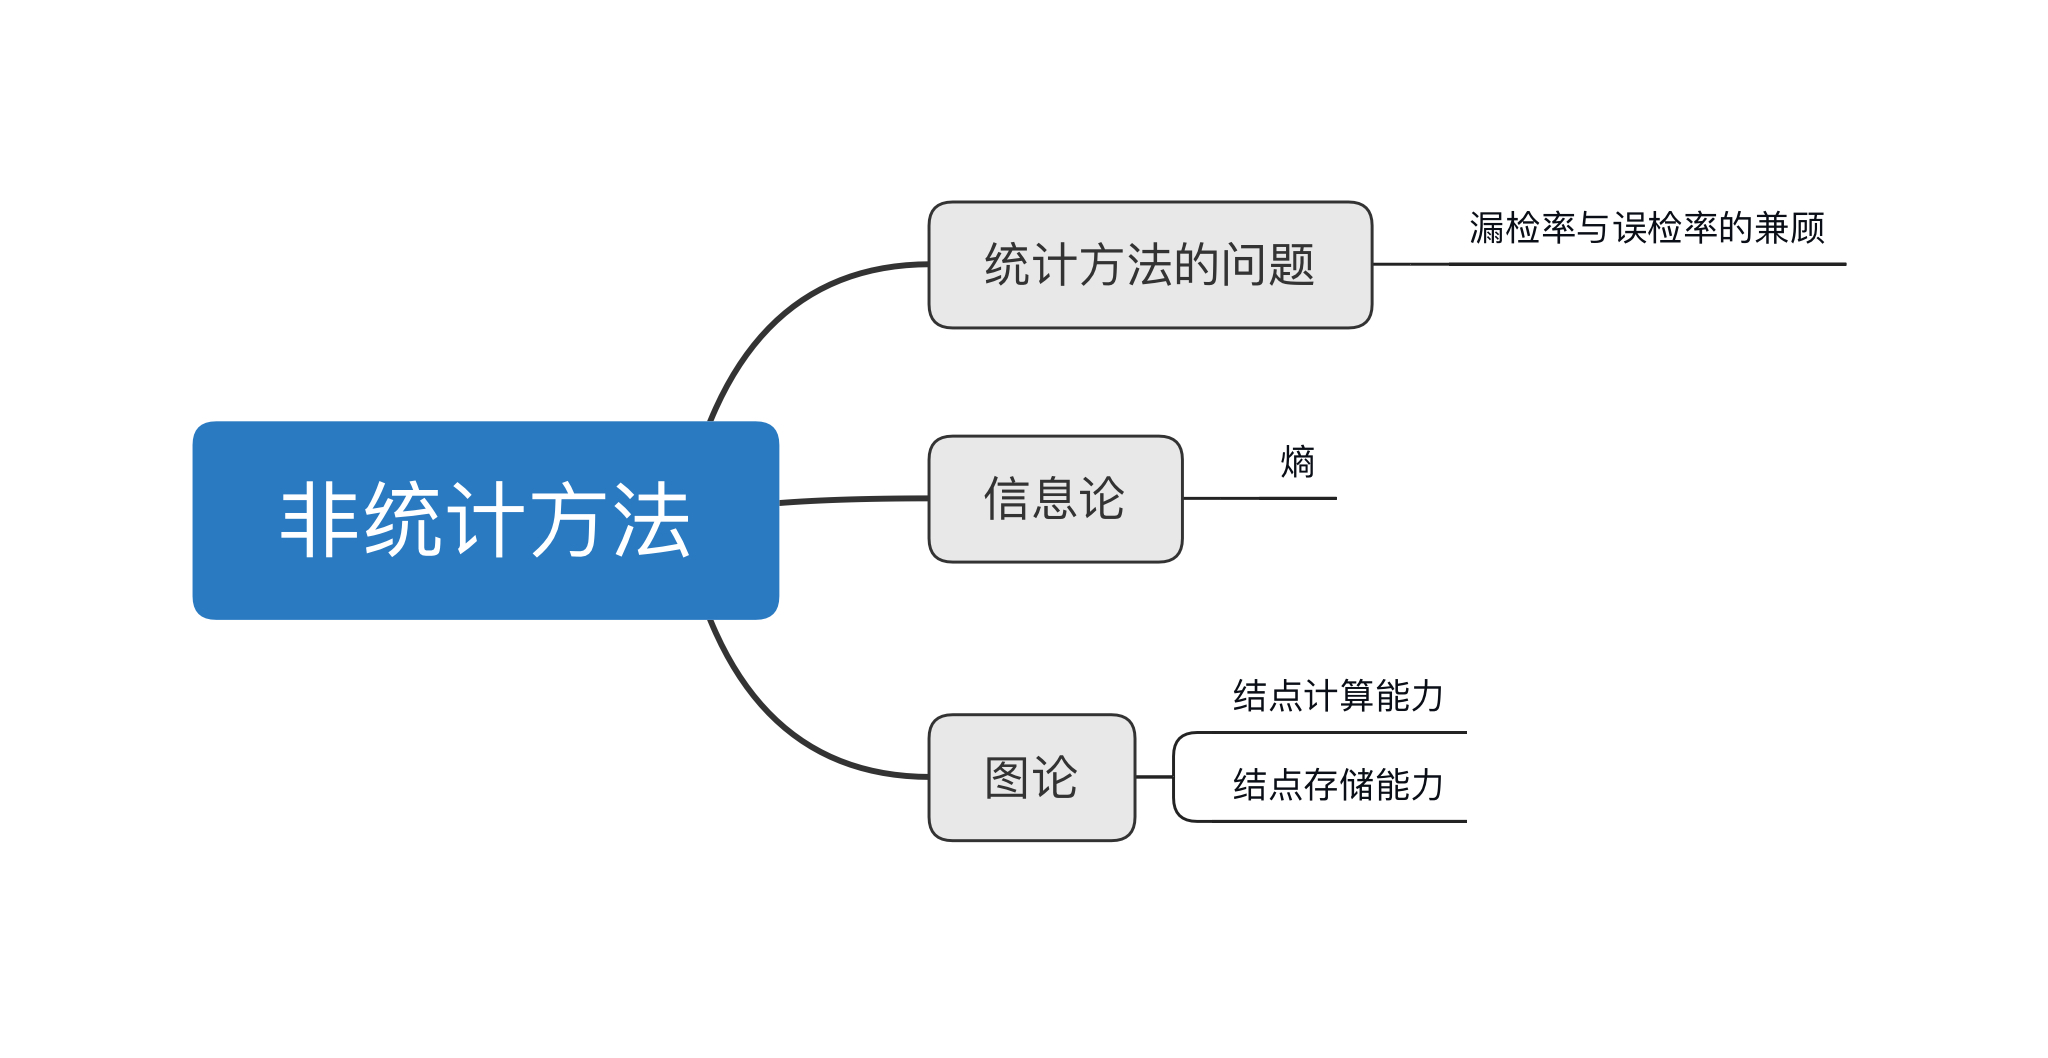 非统计方法
统计方法的问题
漏检率与误检率的兼顾
信息论
熵
图论
结点计算能力
结点存储能力